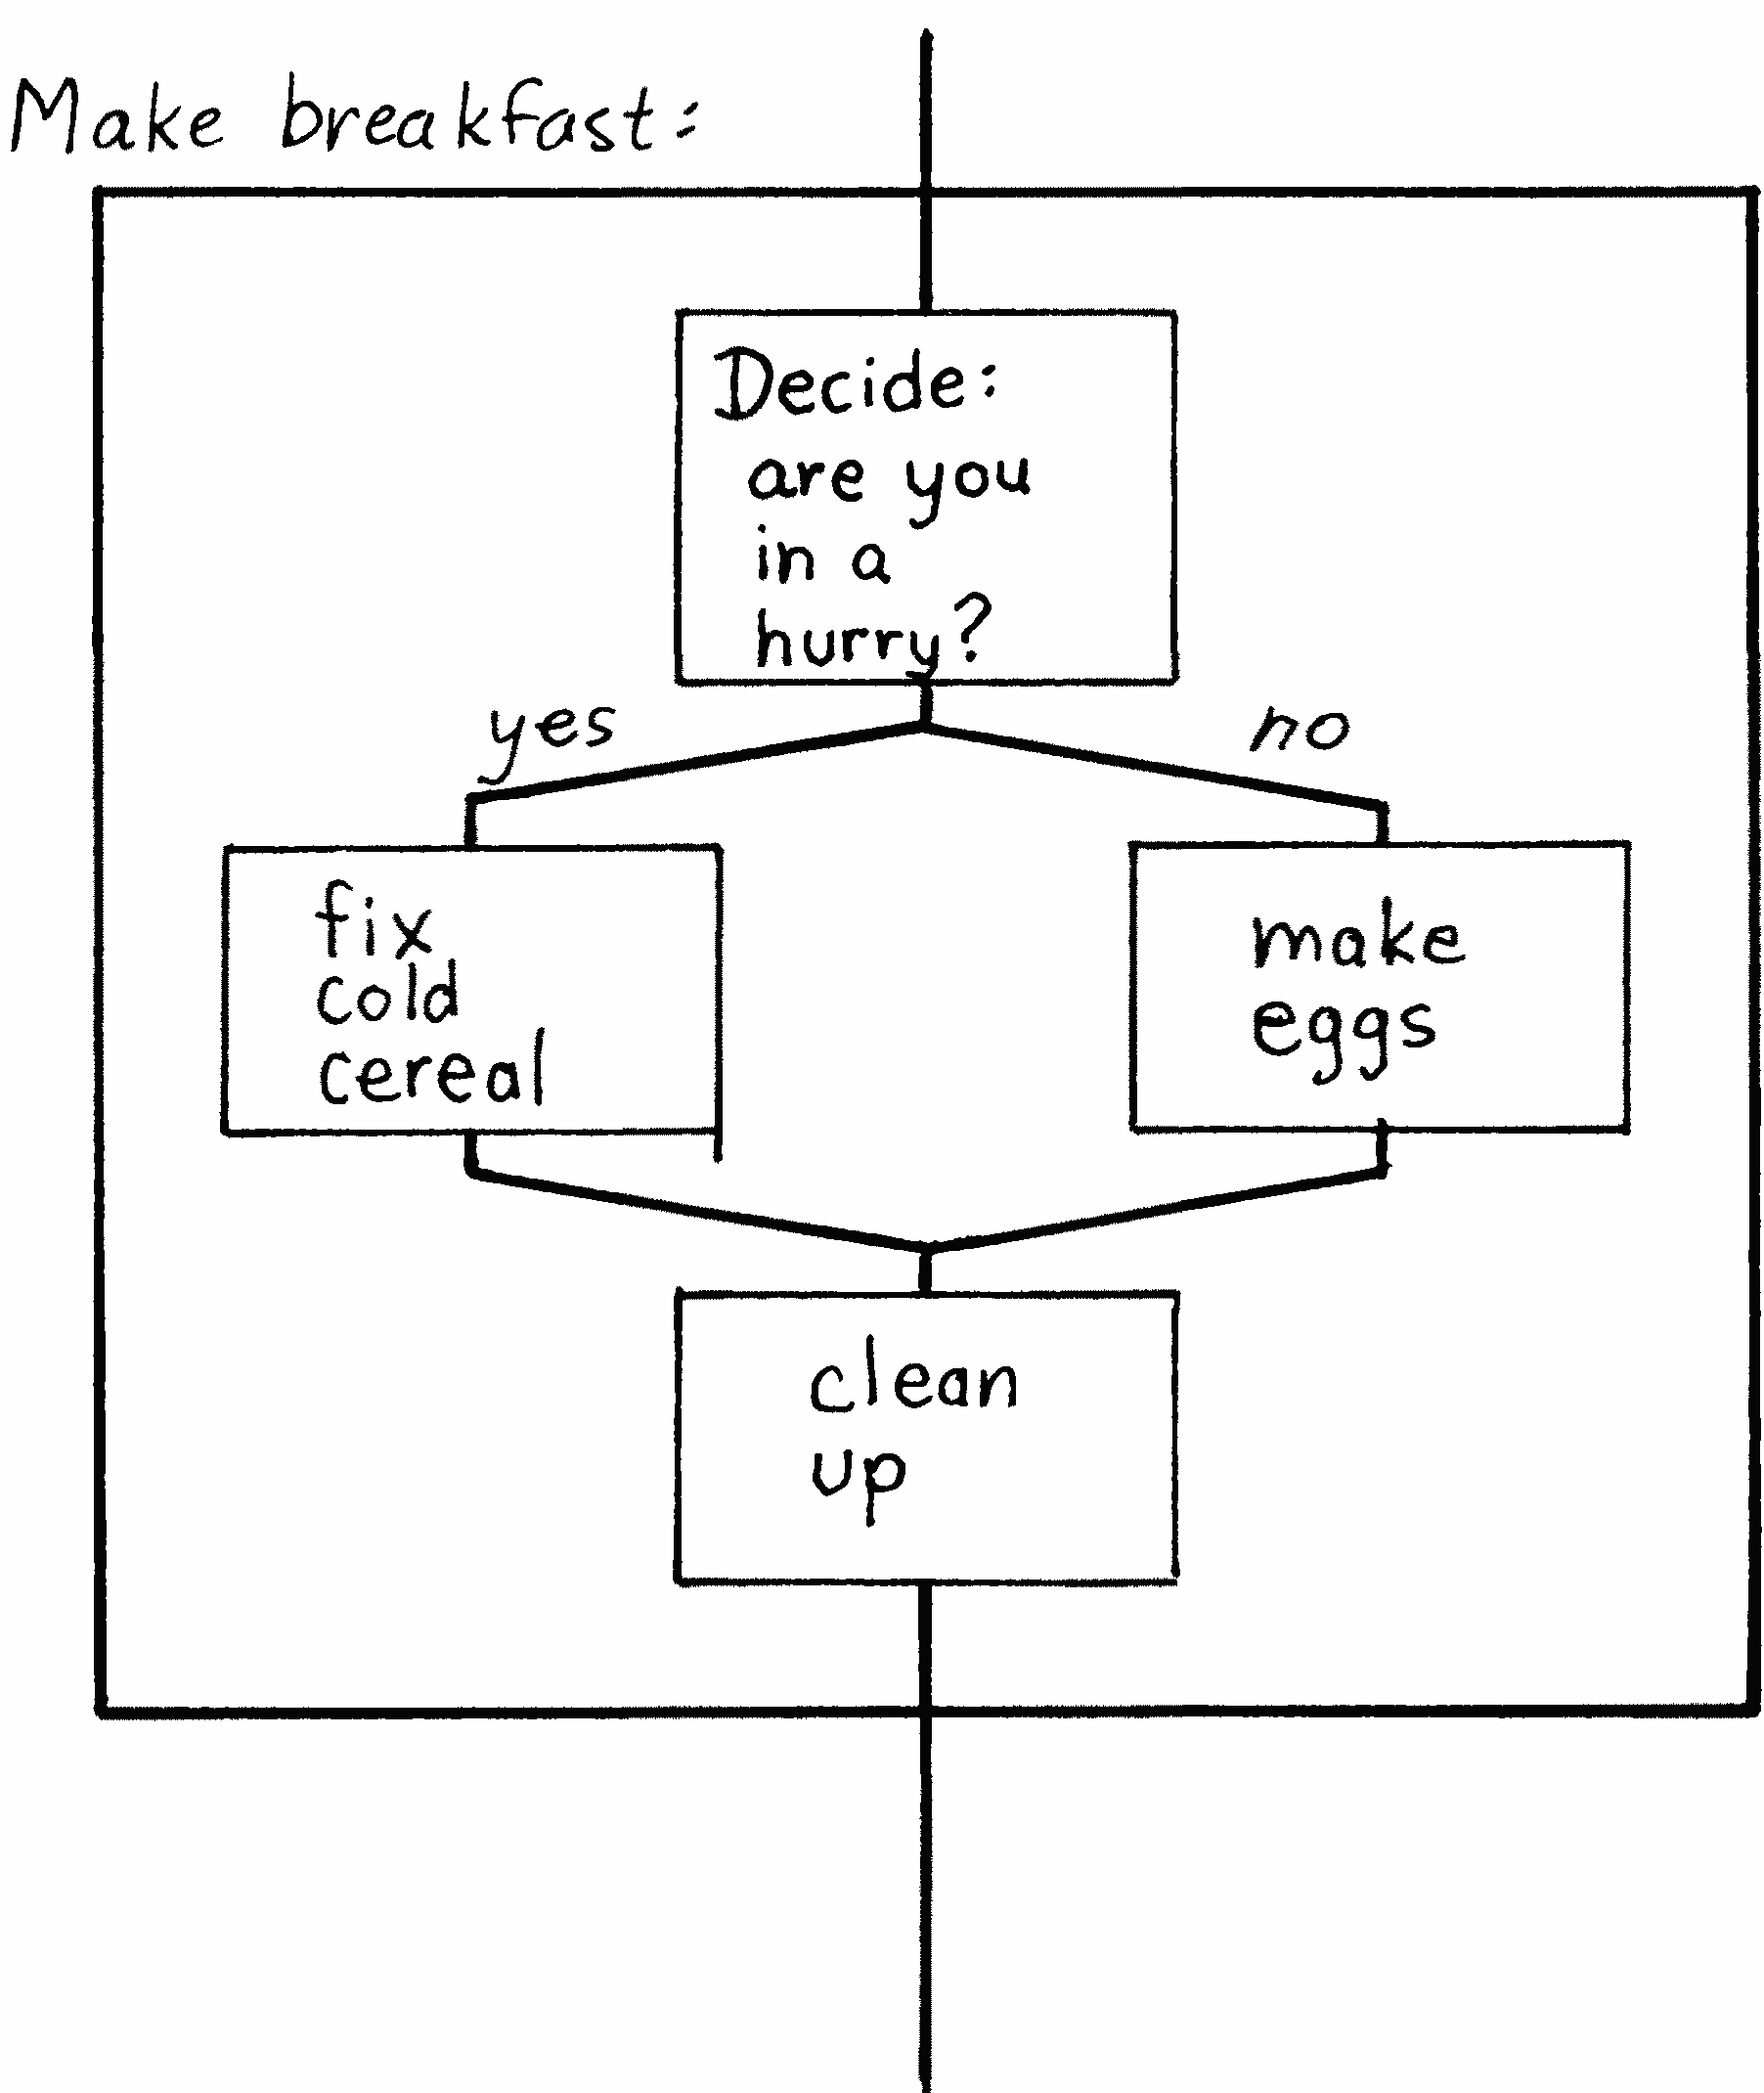 Make breakfast:
Decide:
are you
in a
hurry?
yes
no
fix
cold
cereal
make
eggs
clean
up